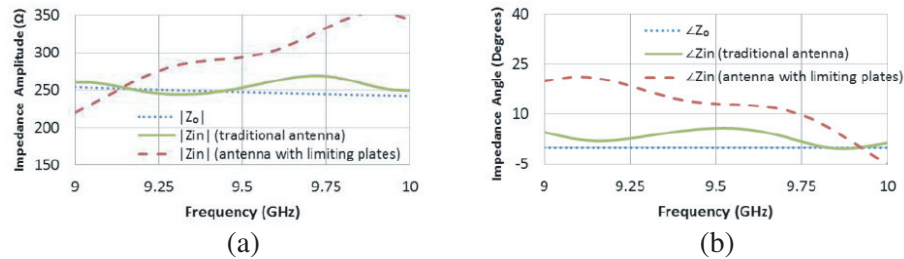 Impedance Amplitude (Ω)
350
300
250
200
150
|Zₒ|
|Zin| (traditional antenna)
|Zin| (antenna with limiting plates)
9
9.25
9.5
9.75
10
Frequency (GHz)
(a)
Impedance Angle (Degrees)
40
25
10
-5
∠Zₒ
∠Zin (traditional antenna)
∠Zin (antenna with limiting plates)
9
9.25
9.5
9.75
10
Frequency (GHz)
(b)